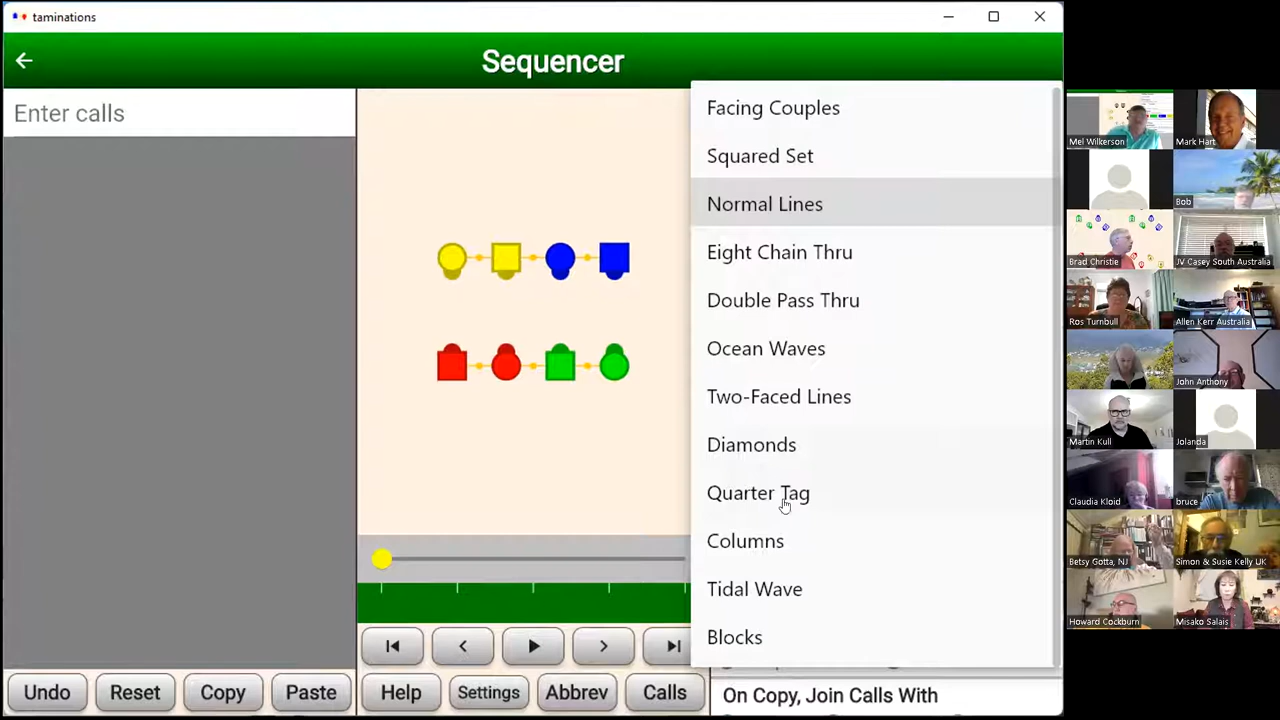 taminations
Sequencer
Enter calls
Facing Couples
Squared Set
Normal Lines
Eight Chain Thru
Double Pass Thru
Ocean Waves
Two-Faced Lines
Diamonds
Quarter Tag
Columns
Tidal Wave
Blocks
Undo
Reset
Copy
Paste
Help
Settings
Abbrev
Calls
On Copy, Join Calls With
Mel Wilkerson
Mark Hart
Bob
Brad Christie
JV Casey South Australia
Ros Turnbull
Allen Kerr Australia
John Anthony
Martin Kull
Jolanda
Claudia Kloid
bruce
Betsy Gotta, NJ
Simon & Susie Kelly UK
Howard Cockburn
Misako Salais